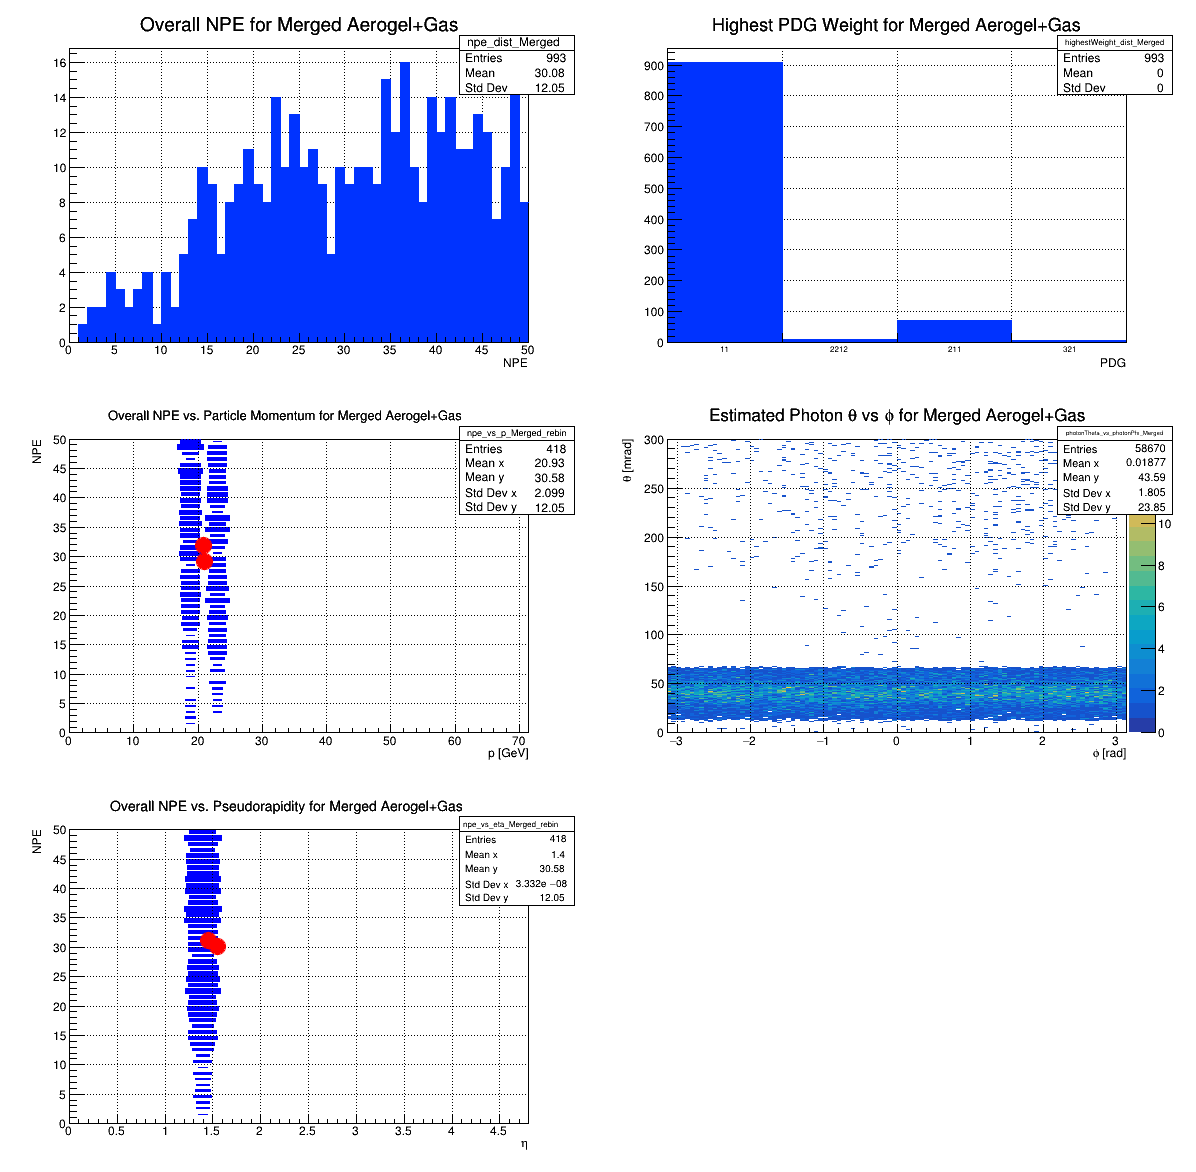 Overall NPE for Merged Aerogel+Gas
npe_dist_Merged
Entries 993
Mean 30.08
Std Dev 12.05
16
14
12
10
8
6
4
2
0
0 5 10 15 20 25 30 35 40 45 50
NPE
Highest PDG Weight for Merged Aerogel+Gas
highestWeight_dist_Merged
Entries 993
Mean 0
Std Dev 0
900
800
700
600
500
400
300
200
100
0
11 2212 211 321
PDG
Overall NPE vs. Particle Momentum for Merged Aerogel+Gas
npe_vs_p_Merged_rebin
Entries 418
Mean x 20.93
Mean y 30.58
Std Dev x 2.099
Std Dev y 12.05
NPE
50
45
40
35
30
25
20
15
10
5
0
0 10 20 30 40 50 60 70
p [GeV]
Estimated Photon θ vs ϕ for Merged Aerogel+Gas
photonTheta_vs_photonPhi_Merged
Entries 58670
Mean x 0.01877
Mean y 43.59
Std Dev x 1.805
Std Dev y 23.85
θ [mrad]
300
250
200
150
100
50
0
−3 −2 −1 0 1 2 3
ϕ [rad]
10
8
6
4
2
0
Overall NPE vs. Pseudorapidity for Merged Aerogel+Gas
npe_vs_eta_Merged_rebin
Entries 418
Mean x 1.4
Mean y 30.58
Std Dev x 3.332e −08
Std Dev y 12.05
NPE
50
45
40
35
30
25
20
15
10
5
0
0 0.5 1 1.5 2 2.5 3 3.5 4 4.5
η